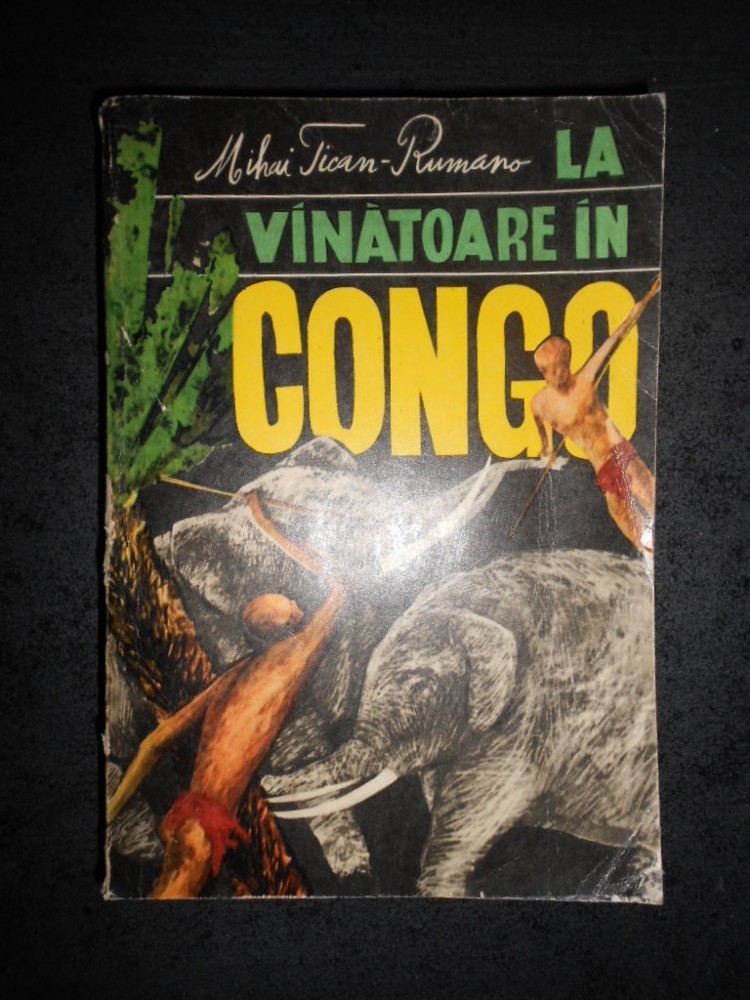 Mihai Tican-Rumano LA
VÎNĂTOARE ÎN
CONGO